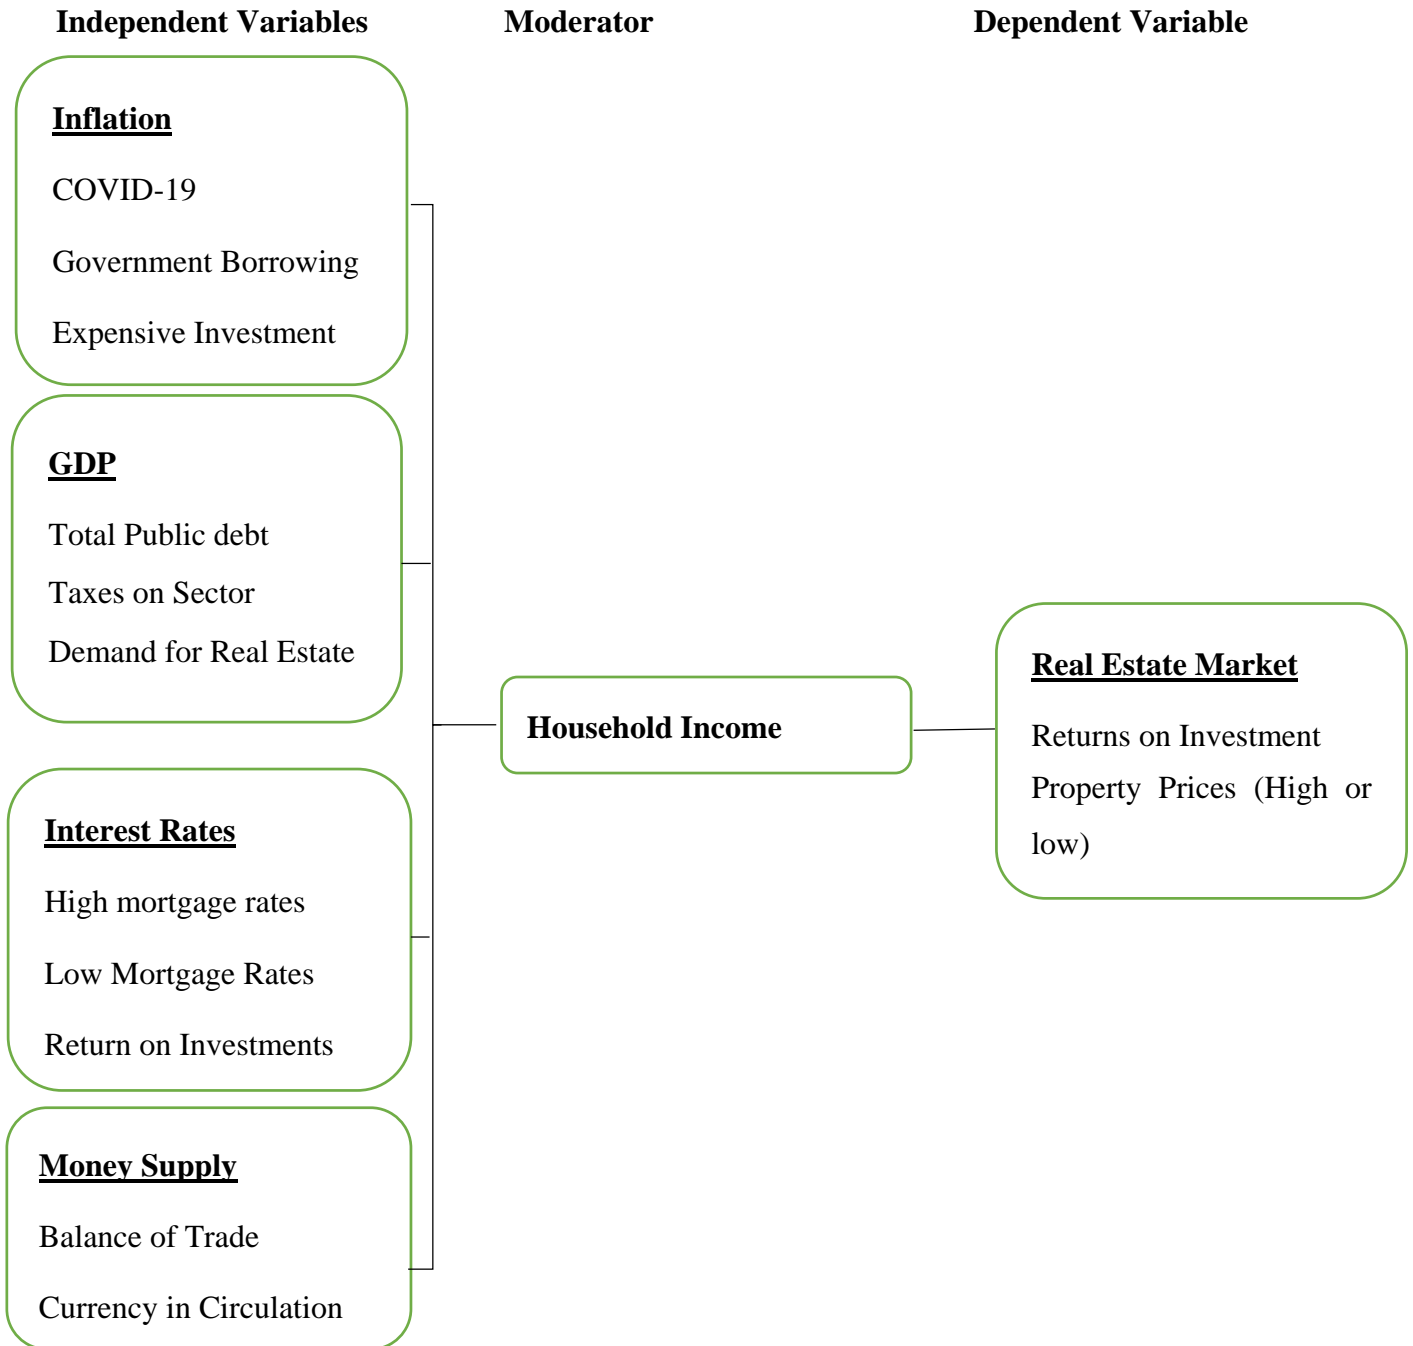 Independent Variables
Moderator
Dependent Variable
Inflation
COVID-19
Government Borrowing
Expensive Investment
GDP
Total Public debt
Taxes on Sector
Demand for Real Estate
Interest Rates
High mortgage rates
Low Mortgage Rates
Return on Investments
Money Supply
Balance of Trade
Currency in Circulation
Household Income
Real Estate Market
Returns on Investment
Property Prices (High or
low)